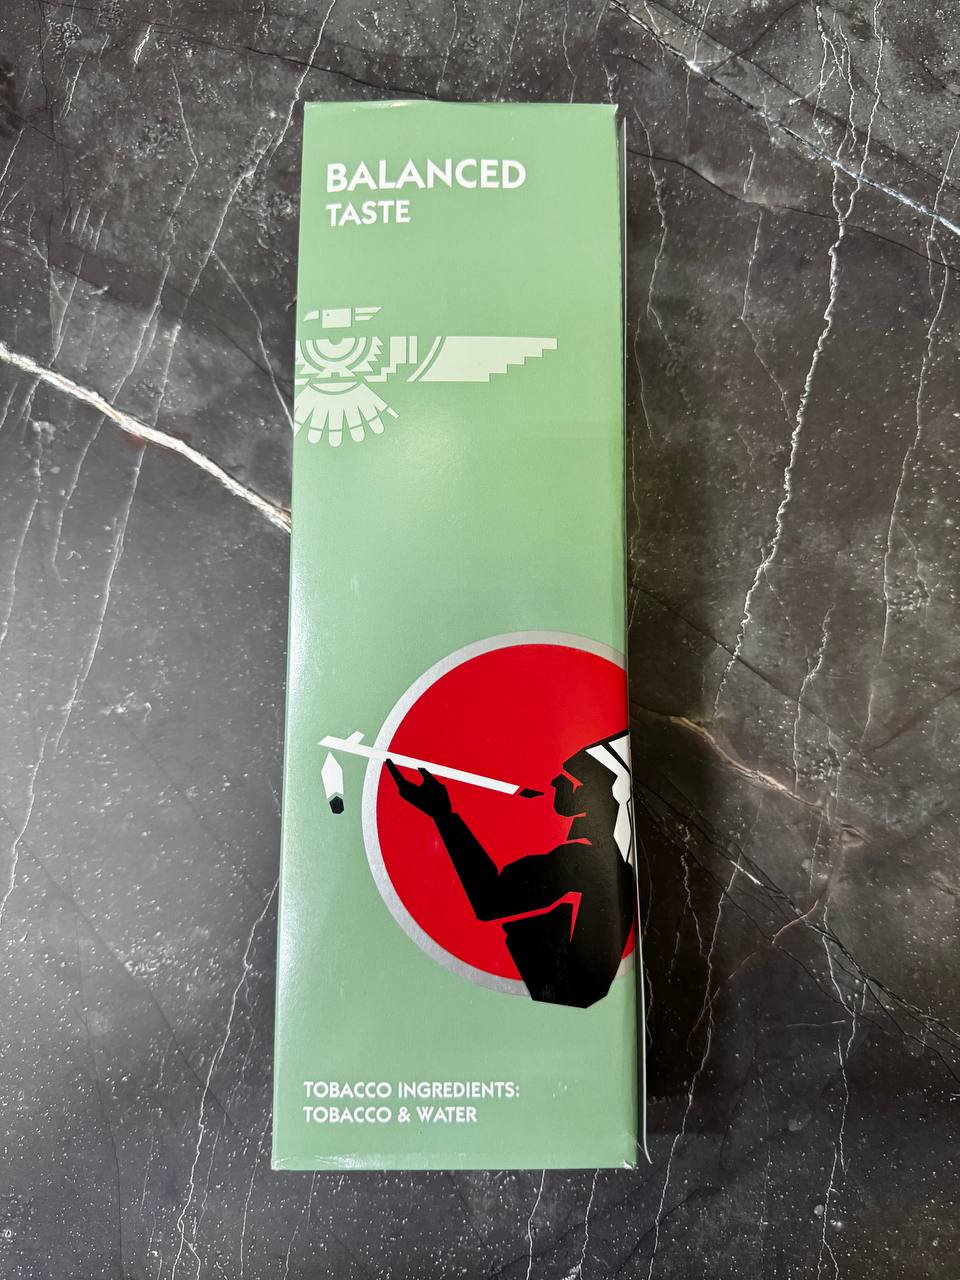 BALANCED
TASTE
TOBACCO INGREDIENTS:
TOBACCO & WATER